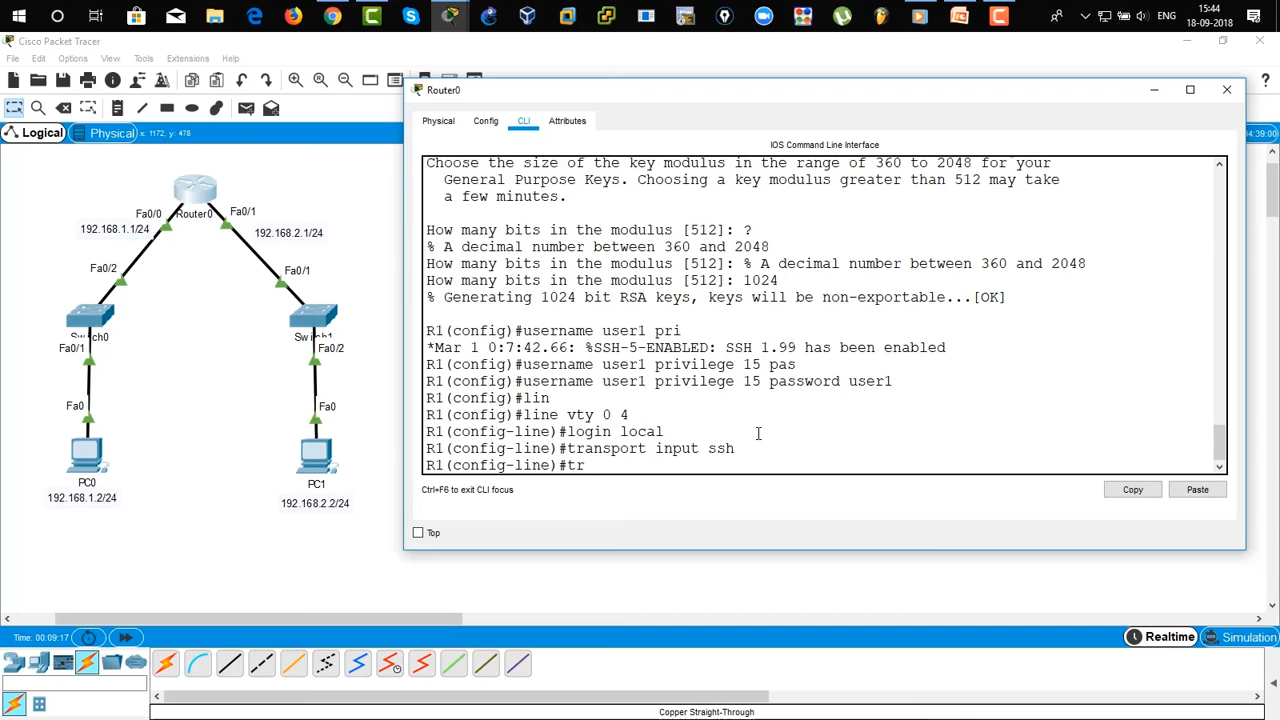 15:44
ENG
18-09-2018
Cisco Packet Tracer
File Edit Options View Tools Extensions Help
Logical
Physical
x: 1172, y: 478
04:39:00
Router0
Physical Config CLI Attributes
IOS Command Line Interface
Choose the size of the key modulus in the range of 360 to 2048 for your
General Purpose Keys. Choosing a key modulus greater than 512 may take
a few minutes.
How many bits in the modulus [512]: ?
% A decimal number between 360 and 2048
How many bits in the modulus [512]: % A decimal number between 360 and 2048
How many bits in the modulus [512]: 1024
% Generating 1024 bit RSA keys, keys will be non-exportable...[OK]
R1(config)#username user1 pri
*Mar 1 0:7:42.66: %SSH-5-ENABLED: SSH 1.99 has been enabled
R1(config)#username user1 privilege 15 pas
R1(config)#username user1 privilege 15 password user1
R1(config)#lin
R1(config)#line vty 0 4
R1(config-line)#login local
R1(config-line)#transport input ssh
R1(config-line)#tr
Ctrl+F6 to exit CLI focus
Copy
Paste
Top
Fa0/0
Router0
Fa0/1
192.168.1.1/24
192.168.2.1/24
Fa0/2
Fa0/1
Switch0
Fa0/1
Fa0/2
Fa0
Fa0
PC0
PC1
192.168.1.2/24
192.168.2.2/24
Time: 00:09:17
Realtime
Simulation
Copper Straight-Through